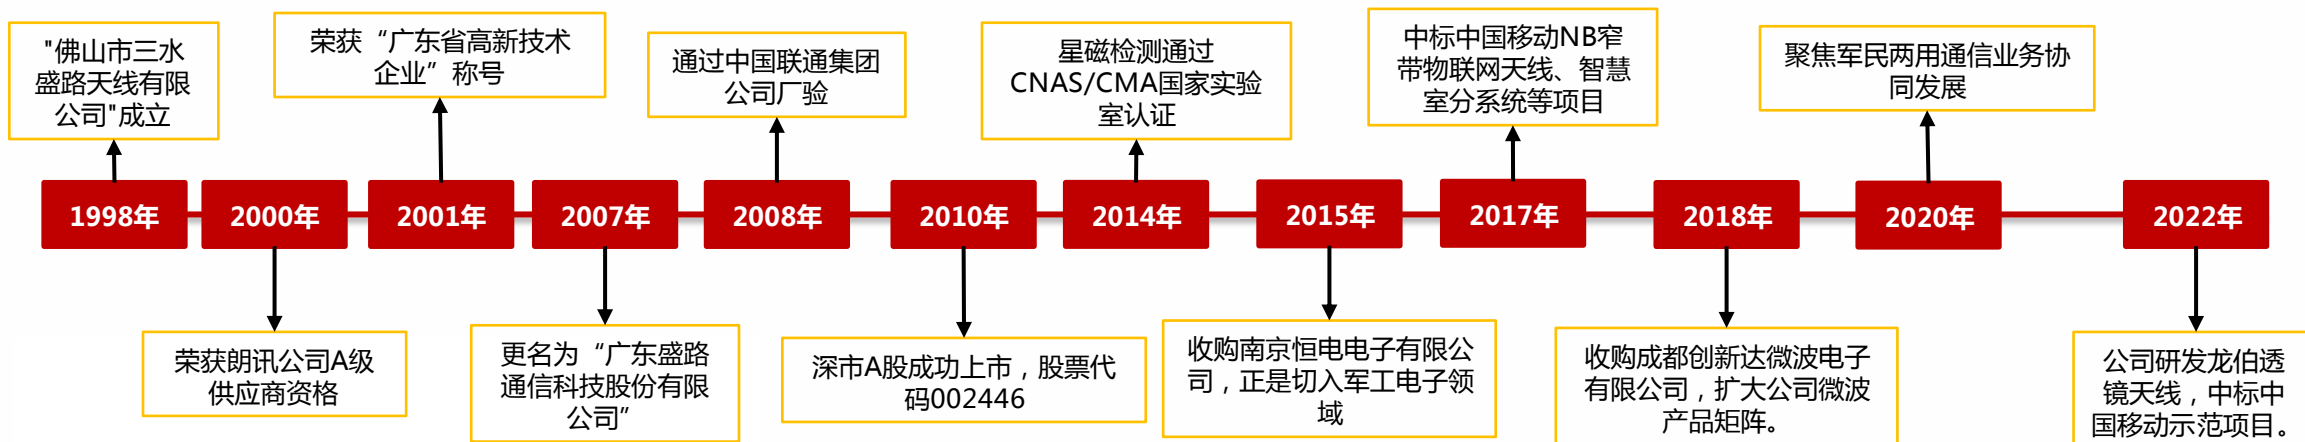 "佛山市三水
盛路天线有限
公司"成立
荣获“广东省高新技术
企业”称号
通过中国联通集团
公司厂验
星磁检测通过
CNAS/CMA国家实验
室认证
中标中国移动NB窄
带物联网天线、智慧
室分系统等项目
聚焦军民两用通信业务协
同发展
1998年
2000年
2001年
2007年
2008年
2010年
2014年
2015年
2017年
2018年
2020年
2022年
荣获朗讯公司A级
供应商资格
更名为“广东盛路
通信科技股份有限
公司”
深市A股成功上市，股票代
码002446
收购南京恒电电子有限公
司，正是切入军工电子领
域
收购成都创新达微波电子
有限公司，扩大公司微波
产品矩阵。
公司研发龙伯透
镜天线，中标中
国移动示范项目。